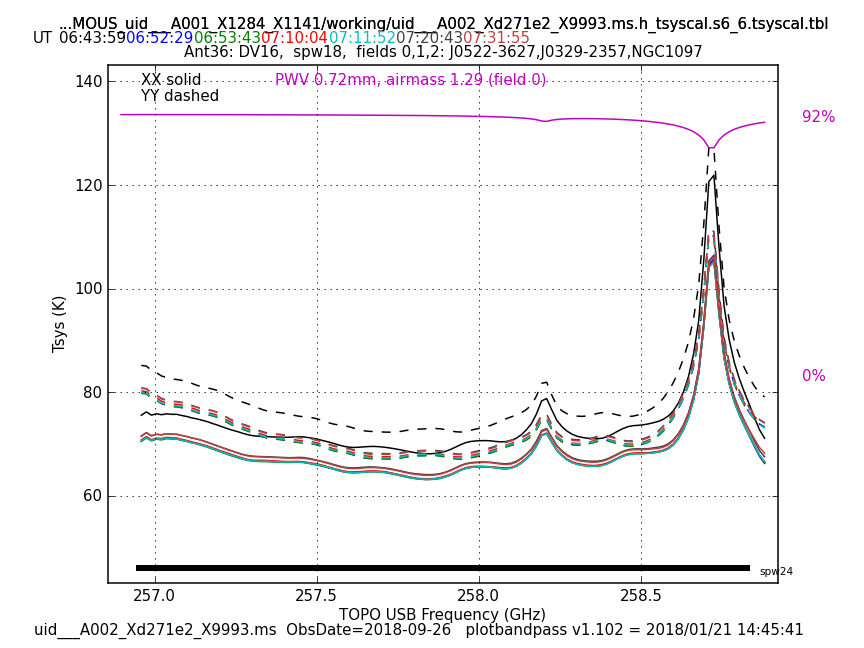 ...MOUS_uid___A001_X1284_X1141/working/uid___A002_Xd271e2_X9993.ms.h_tsyscal.s6_6.tsyscal.tbl
UT 06:43:59 06:52:29 06:53:43 07:10:04 07:11:52 07:20:43 07:31:55
Ant36: DV16, spw18, fields 0,1,2: J0522-3627,J0329-2357,NGC1097
XX solid PWV 0.72mm, airmass 1.29 (field 0)
YY dashed
140
120
100
80
60
Tsys (K)
92%
0%
spw24
257.0 257.5 258.0 258.5
TOPO USB Frequency (GHz)
uid___A002_Xd271e2_X9993.ms ObsDate=2018-09-26 plotbandpass v1.102 = 2018/01/21 14:45:41